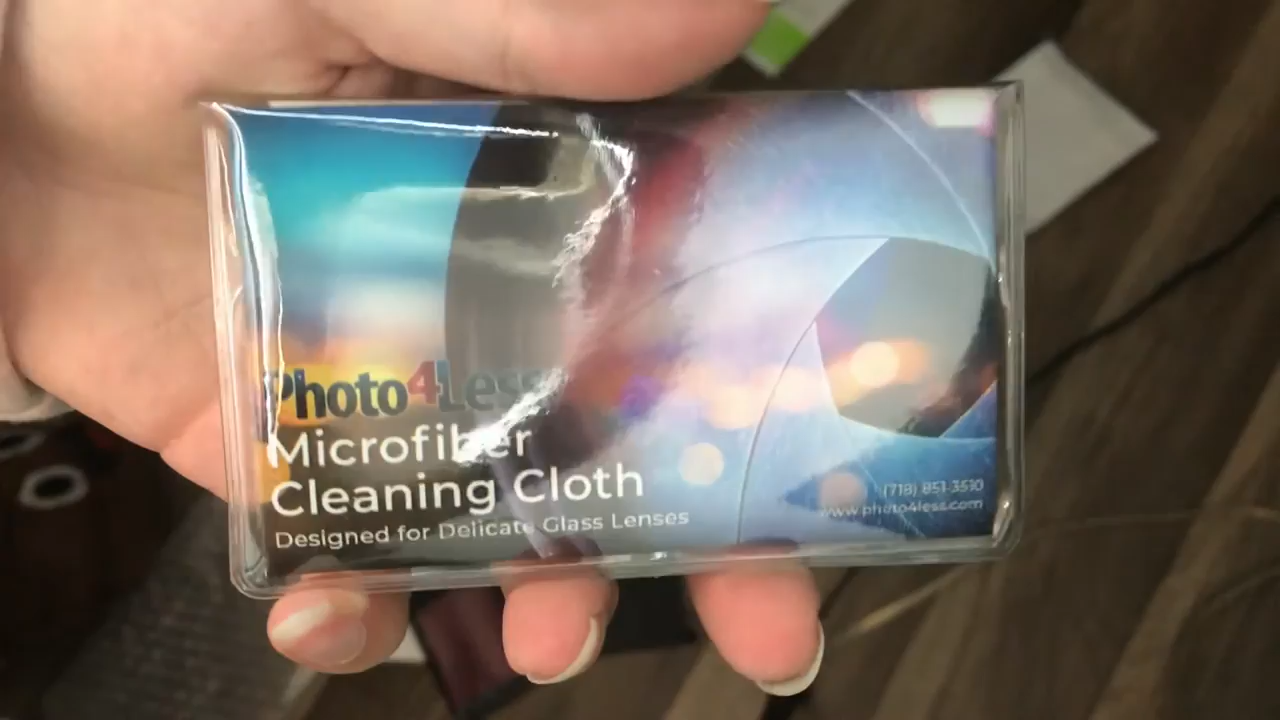 Photo4Less
Microfiber
Cleaning Cloth
Designed for Delicate Glass Lenses
(718) 851-3510
www.photo4less.com